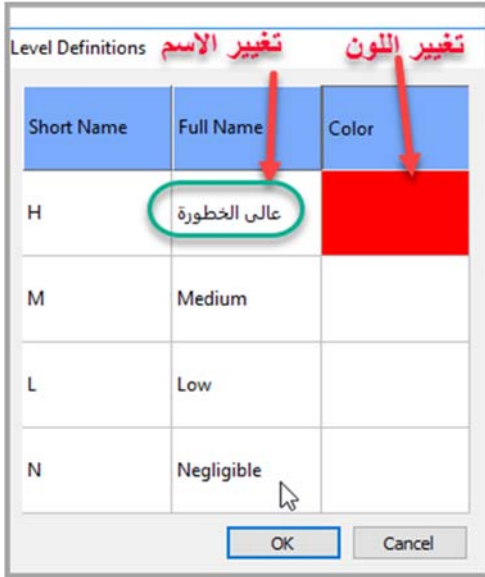 Level Definitions تغيير الاسم تغيير اللون
Short Name Full Name Color
H عالى الخطورة
M Medium
L Low
N Negligible
OK Cancel